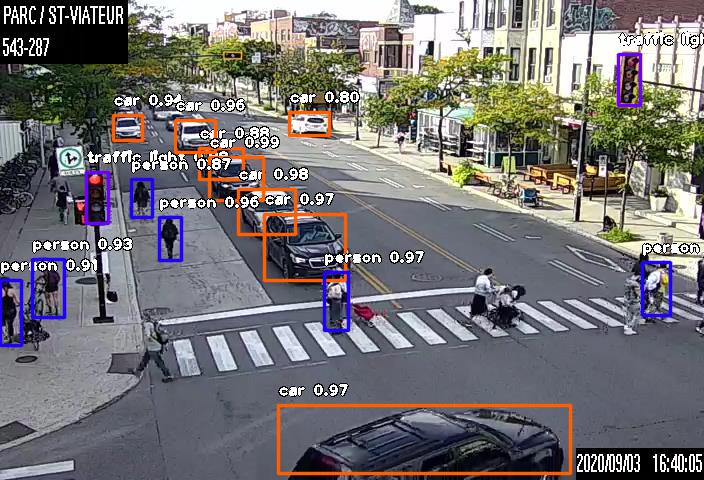 PARC / ST-VIATEUR
543-287
car 0.94
car 0.96
car 0.80
traffic ligh
car 0.88
car 0.99
traffic light
person 0.87
car 0.98
person 0.96
car 0.97
person 0.93
person 0.97
person
person 0.91
car 0.97
2020/09/03 16:40:05